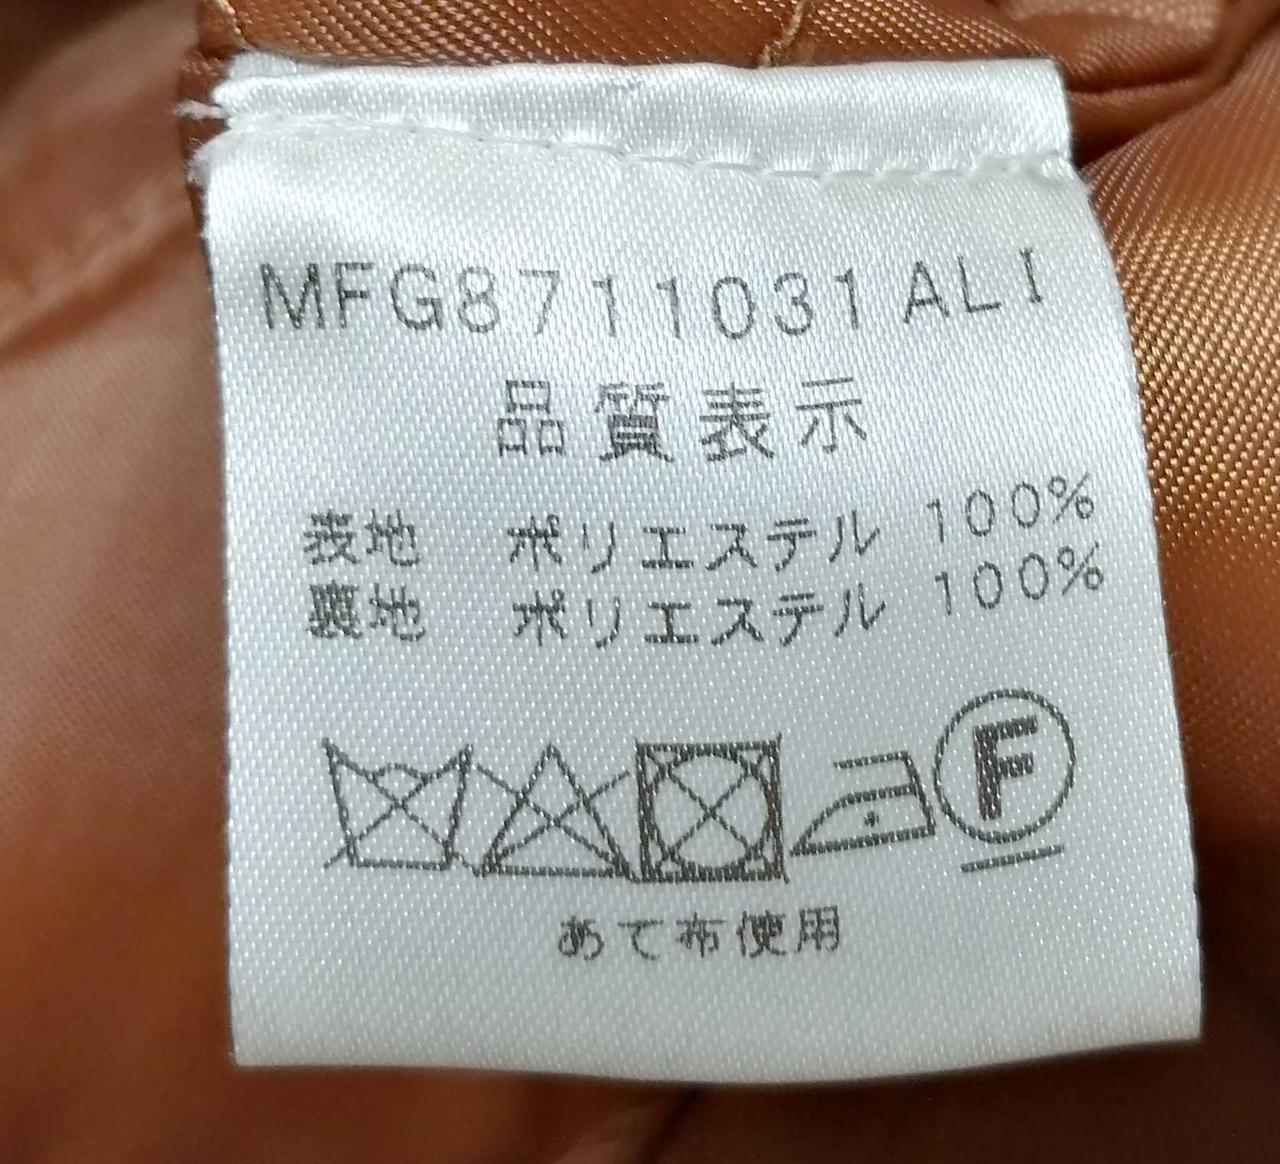 MFG8711031ALI
品質表示
表地 ポリエステル 100%
裏地 ポリエステル 100%
F
あて布使用